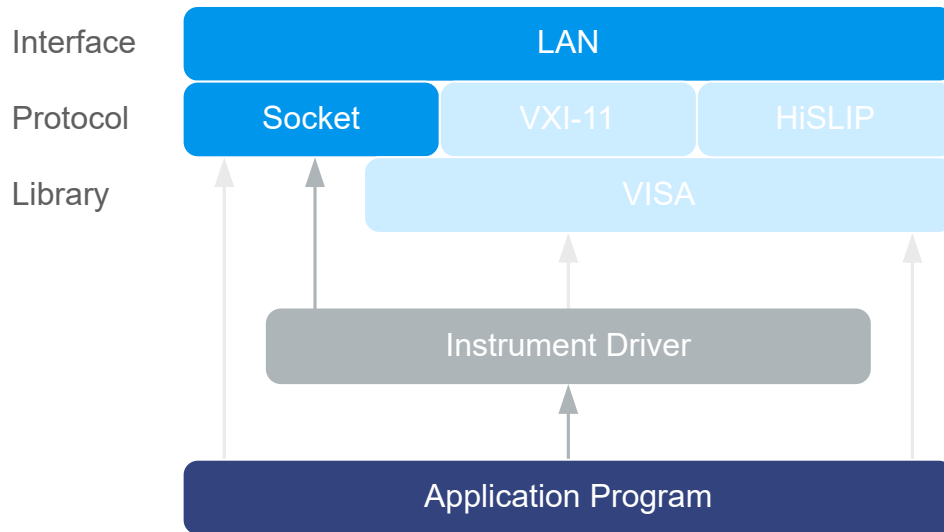 Interface
LAN
Protocol
Socket
VXI-11
HiSLIP
Library
VISA
Instrument Driver
Application Program